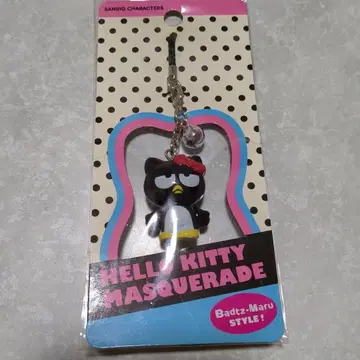 SANRIO CHARACTERS
HELLO KITTY
MASQUERADE
Badtz-Maru
STYLE!